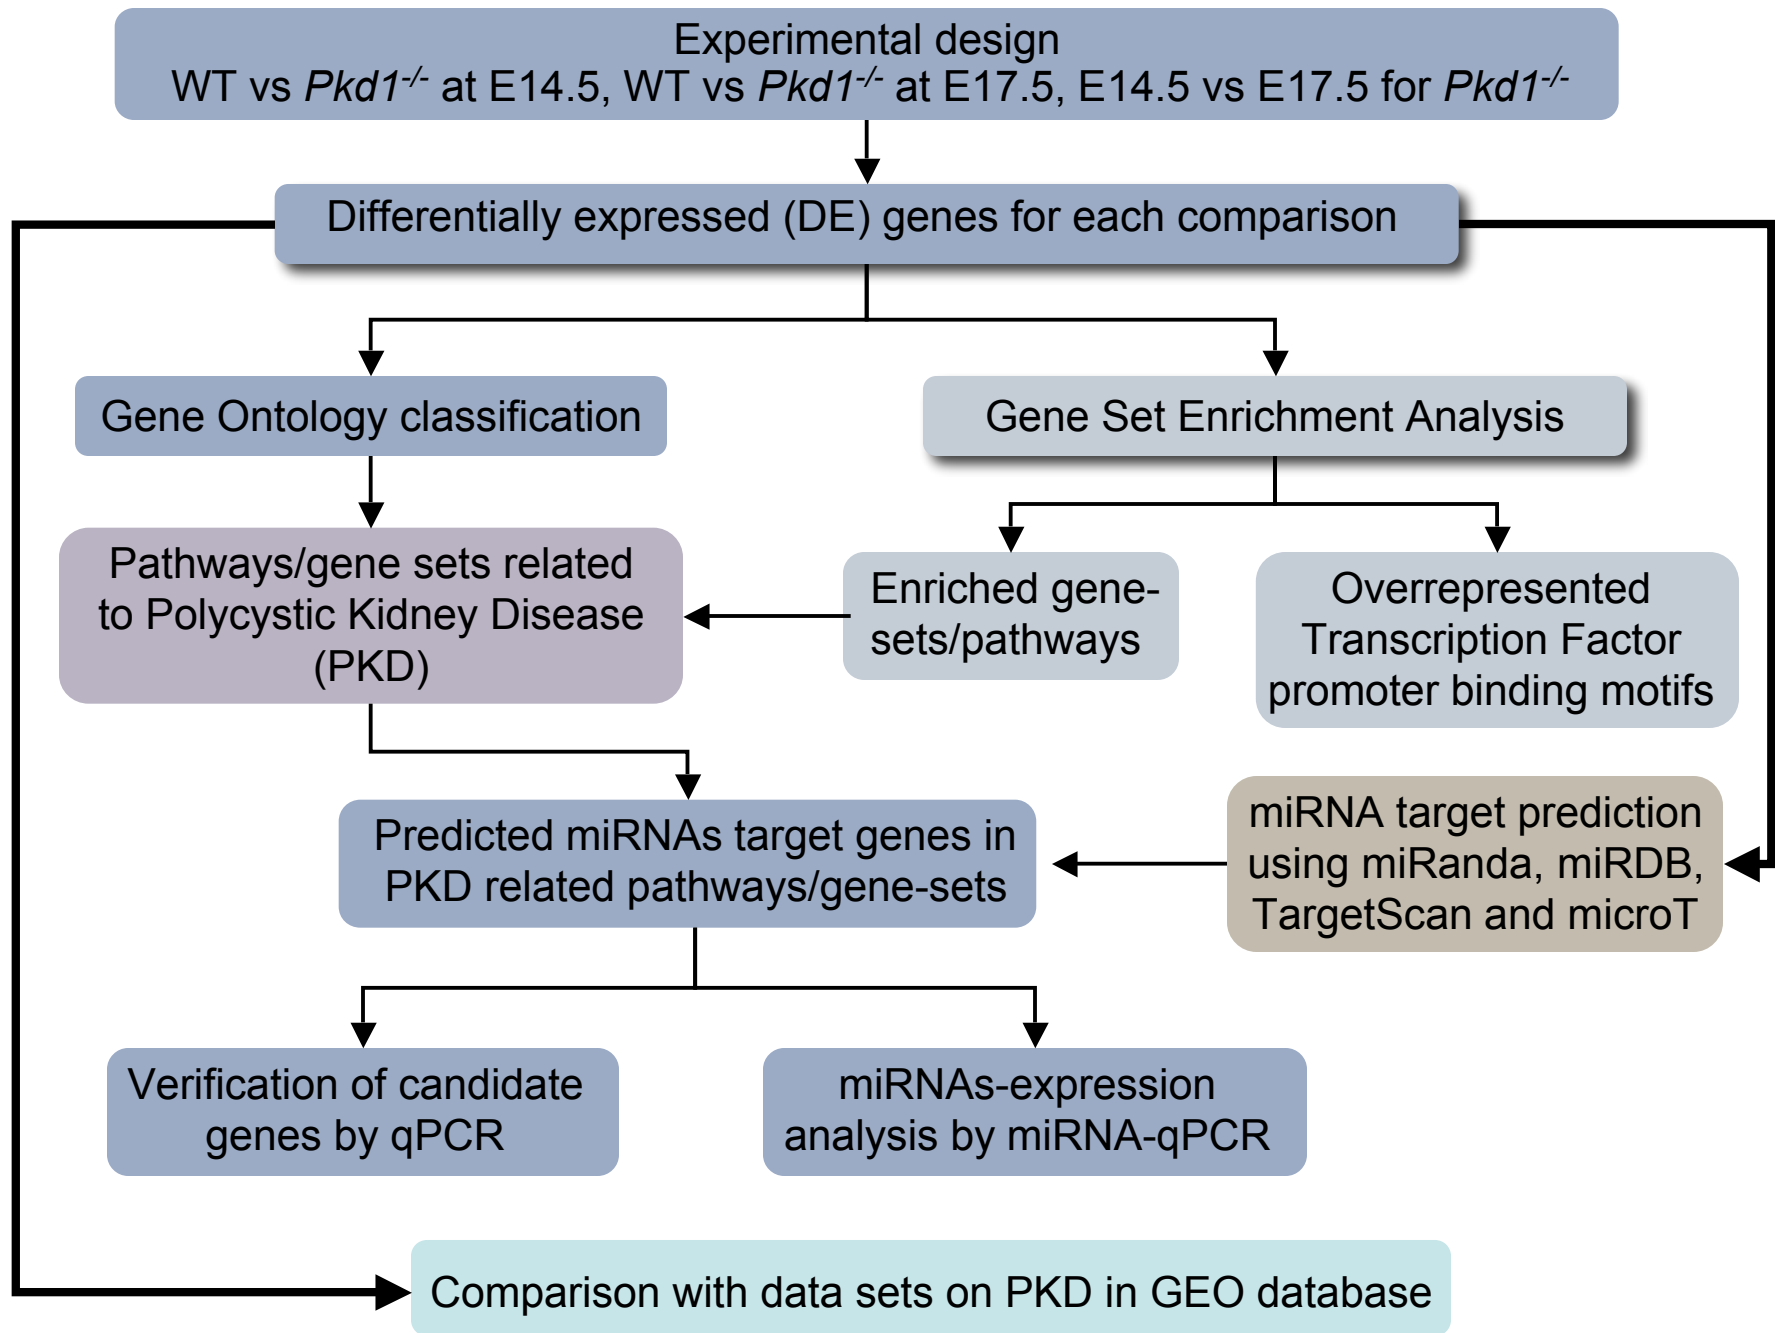 Experimental design
WT vs Pkd1-/- at E14.5, WT vs Pkd1-/- at E17.5, E14.5 vs E17.5 for Pkd1-/-
Differentially expressed (DE) genes for each comparison
Gene Ontology classification
Gene Set Enrichment Analysis
Pathways/gene sets related
to Polycystic Kidney Disease
(PKD)
Enriched gene-
sets/pathways
Overrepresented
Transcription Factor
promoter binding motifs
Predicted miRNAs target genes in
PKD related pathways/gene-sets
miRNA target prediction
using miRanda, miRDB,
TargetScan and microT
Verification of candidate
genes by qPCR
miRNAs-expression
analysis by miRNA-qPCR
Comparison with data sets on PKD in GEO database